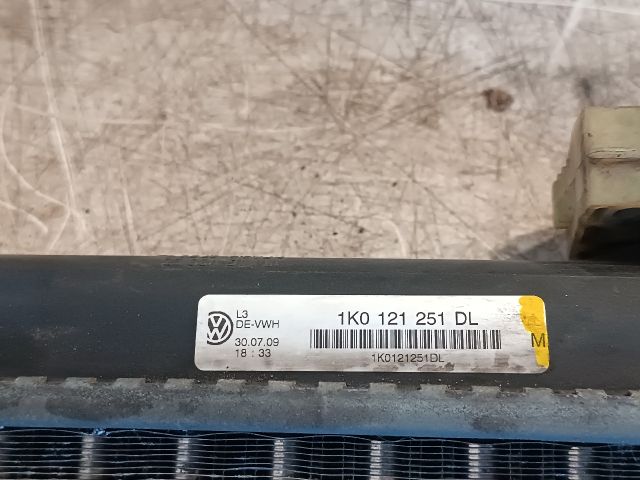 L3
DE-VWH
30.07.09
18 : 33
1K0 121 251 DL
1K0121251DL
M